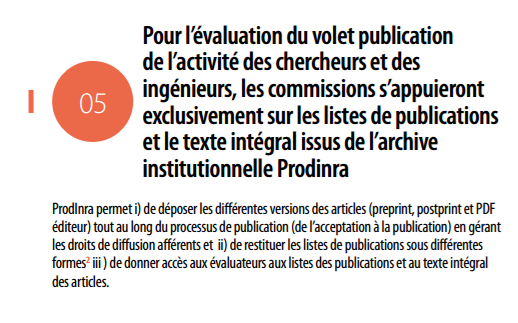 Pour l’évaluation du volet publication
de l’activité des chercheurs et des
ingénieurs, les commissions s’appuieront
exclusivement sur les listes de publications
et le texte intégral issus de l’archive
institutionnelle Prodinra
05
ProdInra permet i) de déposer les différentes versions des articles (preprint, postprint et PDF
éditeur) tout au long du processus de publication (de l’acceptation à la publication) en gérant
les droits de diffusion afférents et ii) de restituer les listes de publications sous différentes
formes² iii ) de donner accès aux évaluateurs aux listes des publications et au texte intégral
des articles.